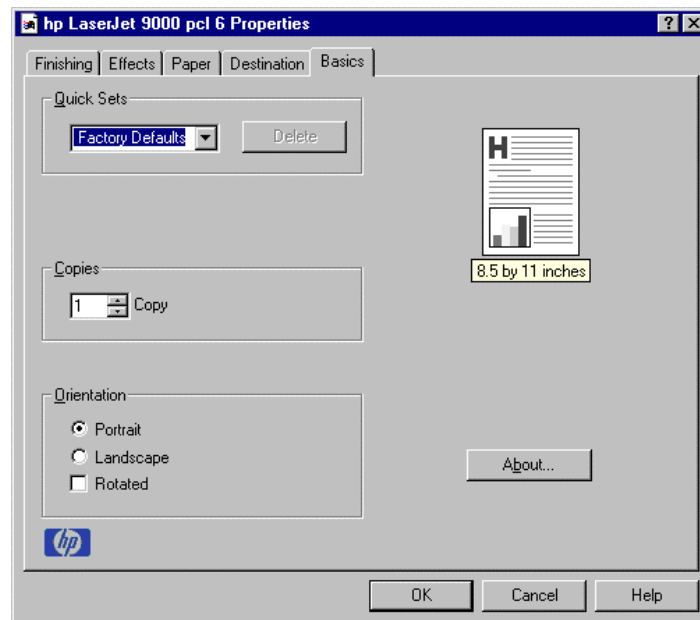 hp LaserJet 9000 pcl 6 Properties
Finishing Effects Paper Destination Basics
Quick Sets
Factory Defaults Delete
H
8.5 by 11 inches
Copies
1 Copy
Orientation
Portrait
Landscape
Rotated
About...
hp
OK Cancel Help